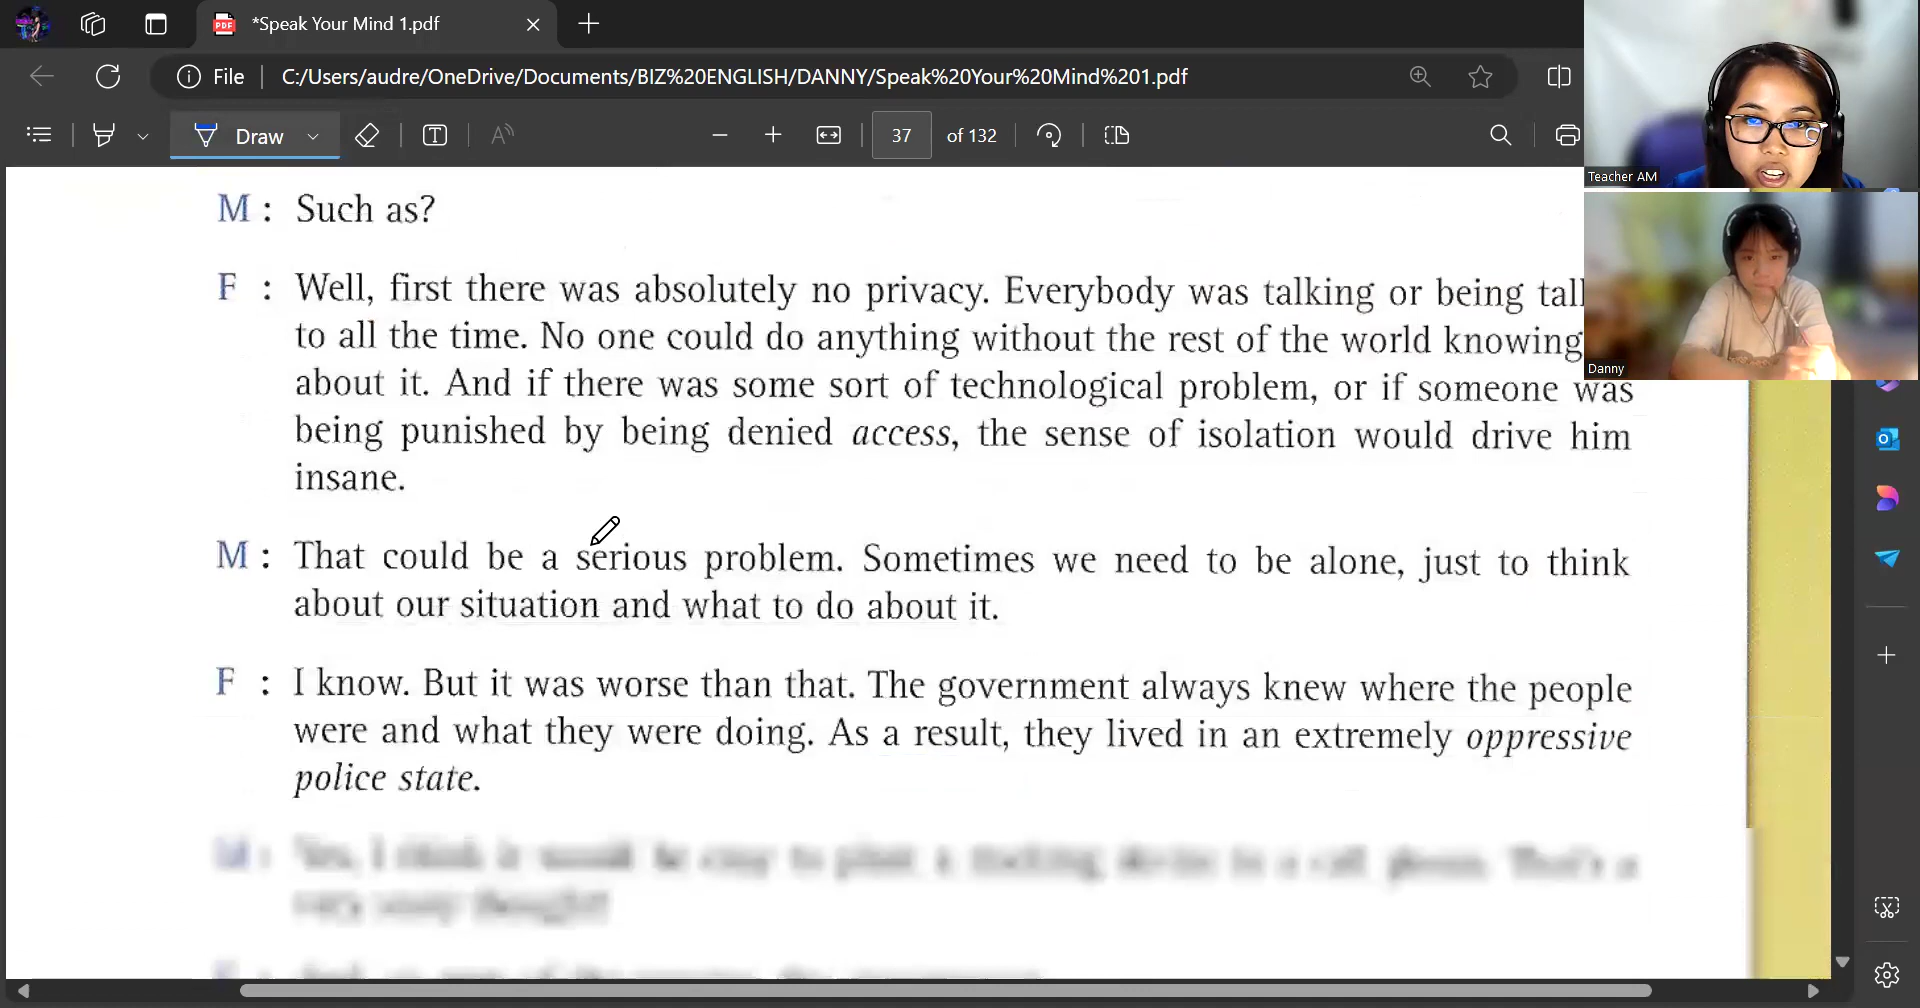 *Speak Your Mind 1.pdf
File C:/Users/audre/OneDrive/Documents/BIZ%20ENGLISH/DANNY/Speak%20Your%20Mind%201.pdf
Draw 37 of 132
Teacher AM
Danny
M : Such as?
F : Well, first there was absolutely no privacy. Everybody was talking or being tal
to all the time. No one could do anything without the rest of the world knowing
about it. And if there was some sort of technological problem, or if someone was
being punished by being denied access, the sense of isolation would drive him
insane.
M : That could be a serious problem. Sometimes we need to be alone, just to think
about our situation and what to do about it.
F : I know. But it was worse than that. The government always knew where the people
were and what they were doing. As a result, they lived in an extremely oppressive
police state.